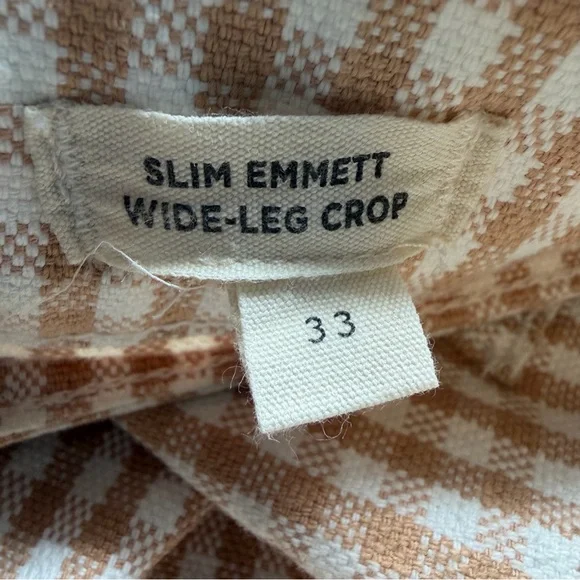 SLIM EMMETT
WIDE-LEG CROP
33